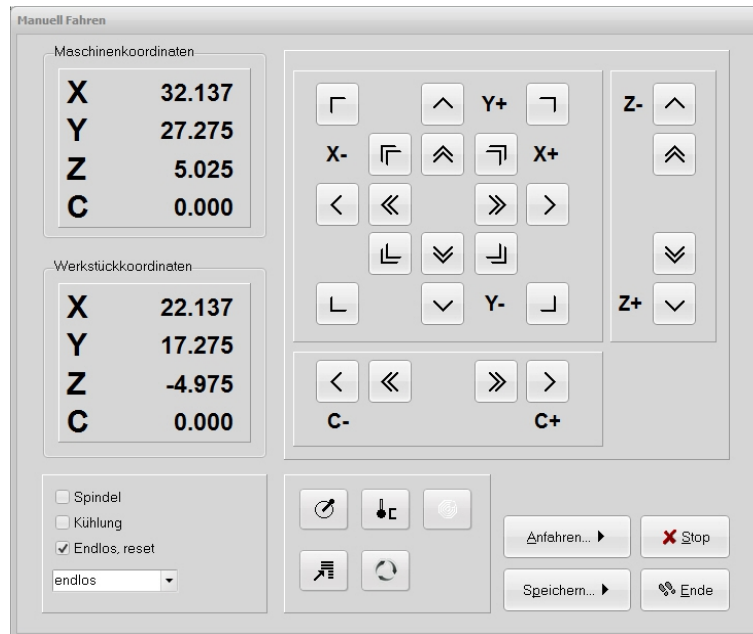 Manuell Fahren
Maschinenkoordinaten
X 32.137
Y 27.275
Z 5.025
C 0.000
Werkstückkoordinaten
X 22.137
Y 17.275
Z -4.975
C 0.000
Y+
X- X+
Y-
Z-
Z+
C- C+
Spindel
Kühlung
Endlos, reset
endlos
Anfahren...
Stop
Speichern...
Ende